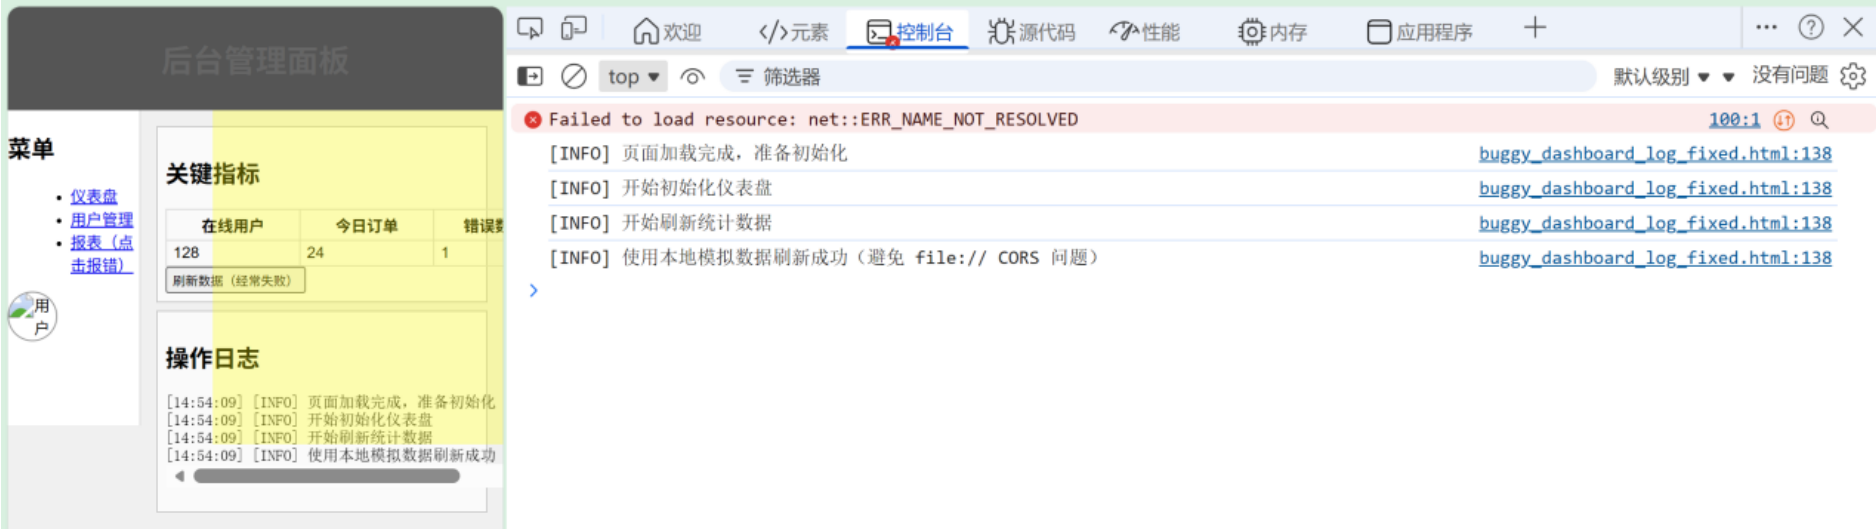 后台管理面板
菜单
仪表盘
用户管理
报表（点
击报错）
用
户
关键指标
在线用户 今日订单 错误数
128 24 1
刷新数据（经常失败）
操作日志
[14:54:09] [INFO] 页面加载完成，准备初始化
[14:54:09] [INFO] 开始初始化仪表盘
[14:54:09] [INFO] 开始刷新统计数据
[14:54:09] [INFO] 使用本地模拟数据刷新成功
欢迎 </>元素 控制台 源代码 性能 内存 应用程序
top 筛选器 默认级别 没有问题
Failed to load resource: net::ERR_NAME_NOT_RESOLVED 100:1
[INFO] 页面加载完成，准备初始化 buggy_dashboard_log_fixed.html:138
[INFO] 开始初始化仪表盘 buggy_dashboard_log_fixed.html:138
[INFO] 开始刷新统计数据 buggy_dashboard_log_fixed.html:138
[INFO] 使用本地模拟数据刷新成功（避免 file:// CORS 问题） buggy_dashboard_log_fixed.html:138